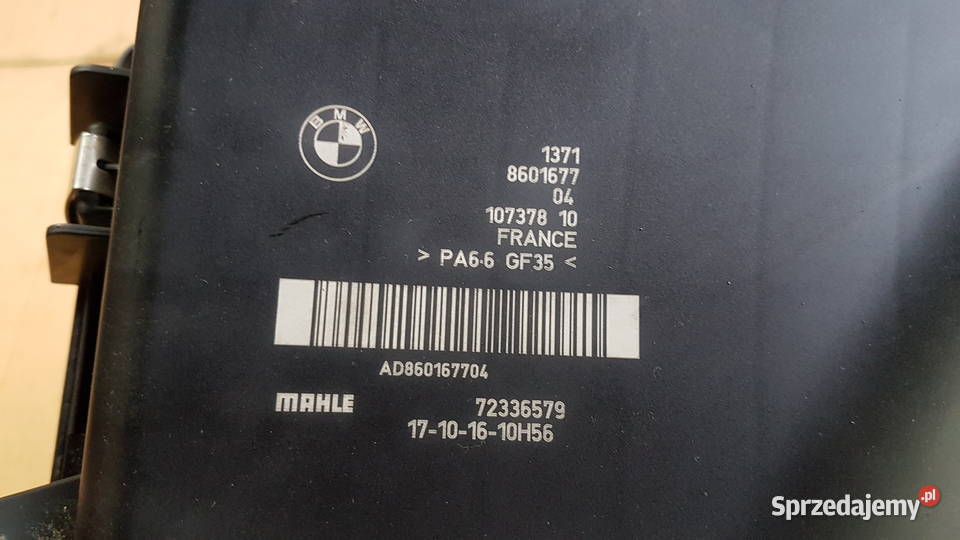 BMW
1371
8601677
04
107378 10
FRANCE
> PA6·6 GF35 <
AD860167704
MAHLE
72336579
17-10-16-10H56
Sprzedajemy.pl